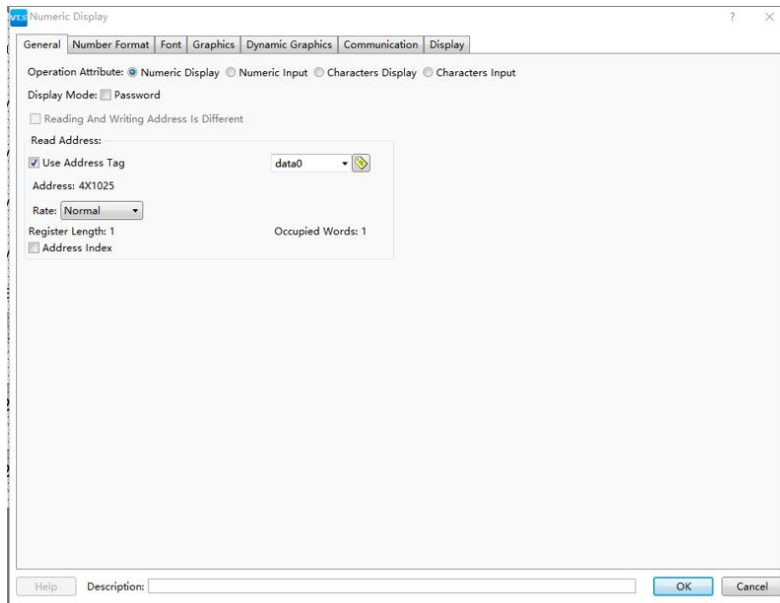 VT5 Numeric Display ? ×
General Number Format Font Graphics Dynamic Graphics Communication Display
Operation Attribute: Numeric Display Numeric Input Characters Display Characters Input
Display Mode: Password
Reading And Writing Address Is Different
Read Address:
Use Address Tag data0
Address: 4X1025
Rate: Normal
Register Length: 1 Occupied Words: 1
Address Index
Help Description: OK Cancel